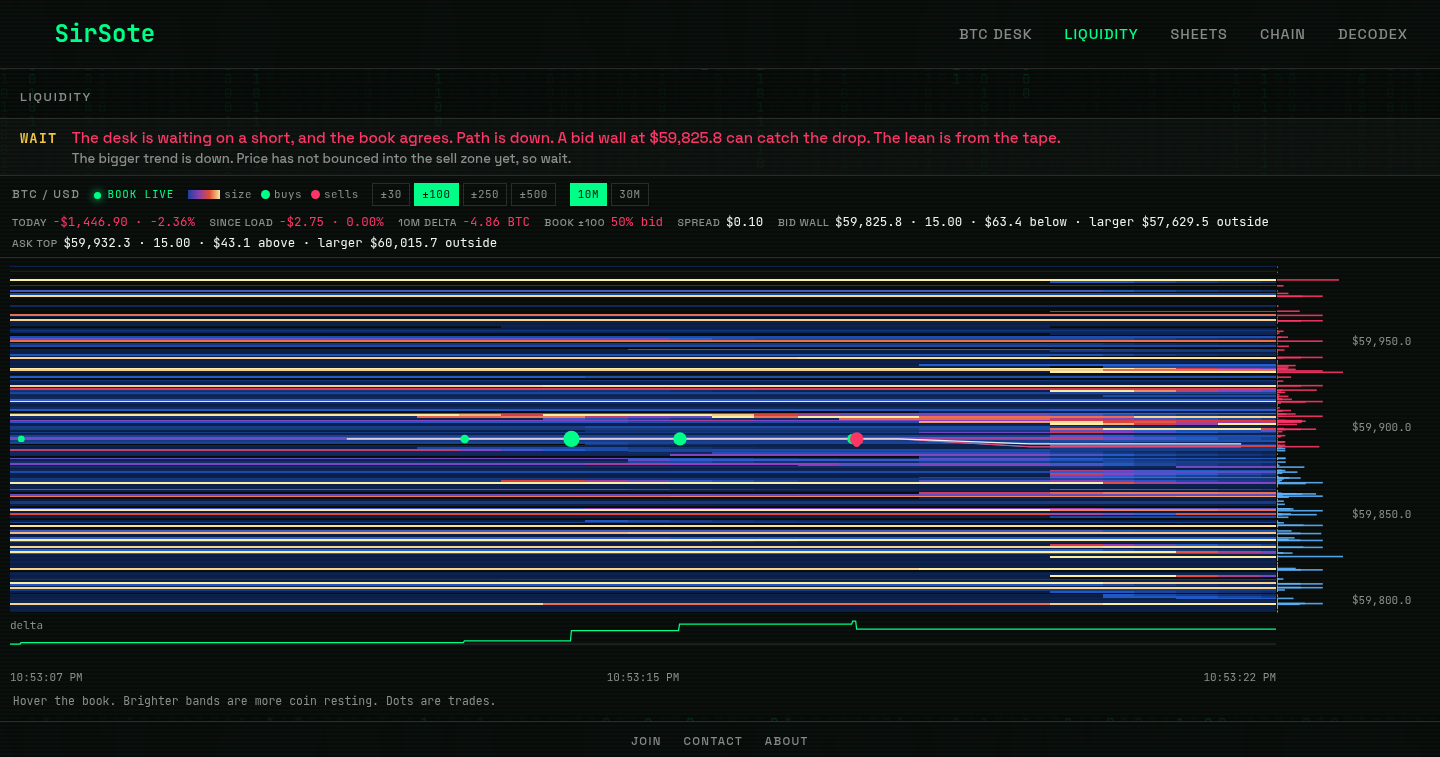 SirSote
BTC DESK LIQUIDITY SHEETS CHAIN DECODEX
LIQUIDITY
WAIT The desk is waiting on a short, and the book agrees. Path is down. A bid wall at $59,825.8 can catch the drop. The lean is from the tape.
The bigger trend is down. Price has not bounced into the sell zone yet, so wait.
BTC / USD BOOK LIVE size buys sells ±30 ±100 ±250 ±500 10M 30M
TODAY -$1,446.90 · -2.36% SINCE LOAD -$2.75 · 0.00% 10M DELTA -4.86 BTC BOOK ±100 50% bid SPREAD $0.10 BID WALL $59,825.8 · 15.00 · $63.4 below · larger $57,629.5 outside
ASK TOP $59,932.3 · 15.00 · $43.1 above · larger $60,015.7 outside
$59,950.0
$59,900.0
$59,850.0
$59,800.0
delta
10:53:07 PM 10:53:15 PM 10:53:22 PM
Hover the book. Brighter bands are more coin resting. Dots are trades.
JOIN CONTACT ABOUT